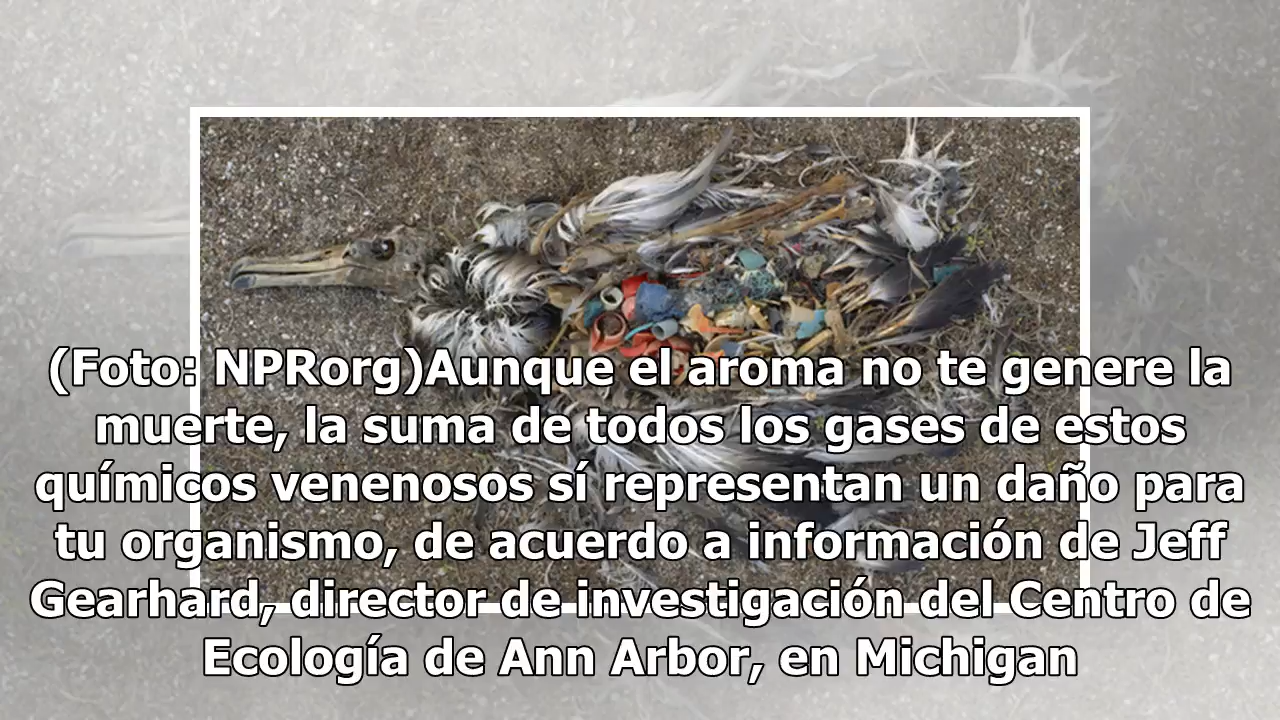 (Foto: NPRorg)Aunque el aroma no te genere la
muerte, la suma de todos los gases de estos
químicos venenosos sí representan un daño para
tu organismo, de acuerdo a información de Jeff
Gearhard, director de investigación del Centro de
Ecología de Ann Arbor, en Michigan